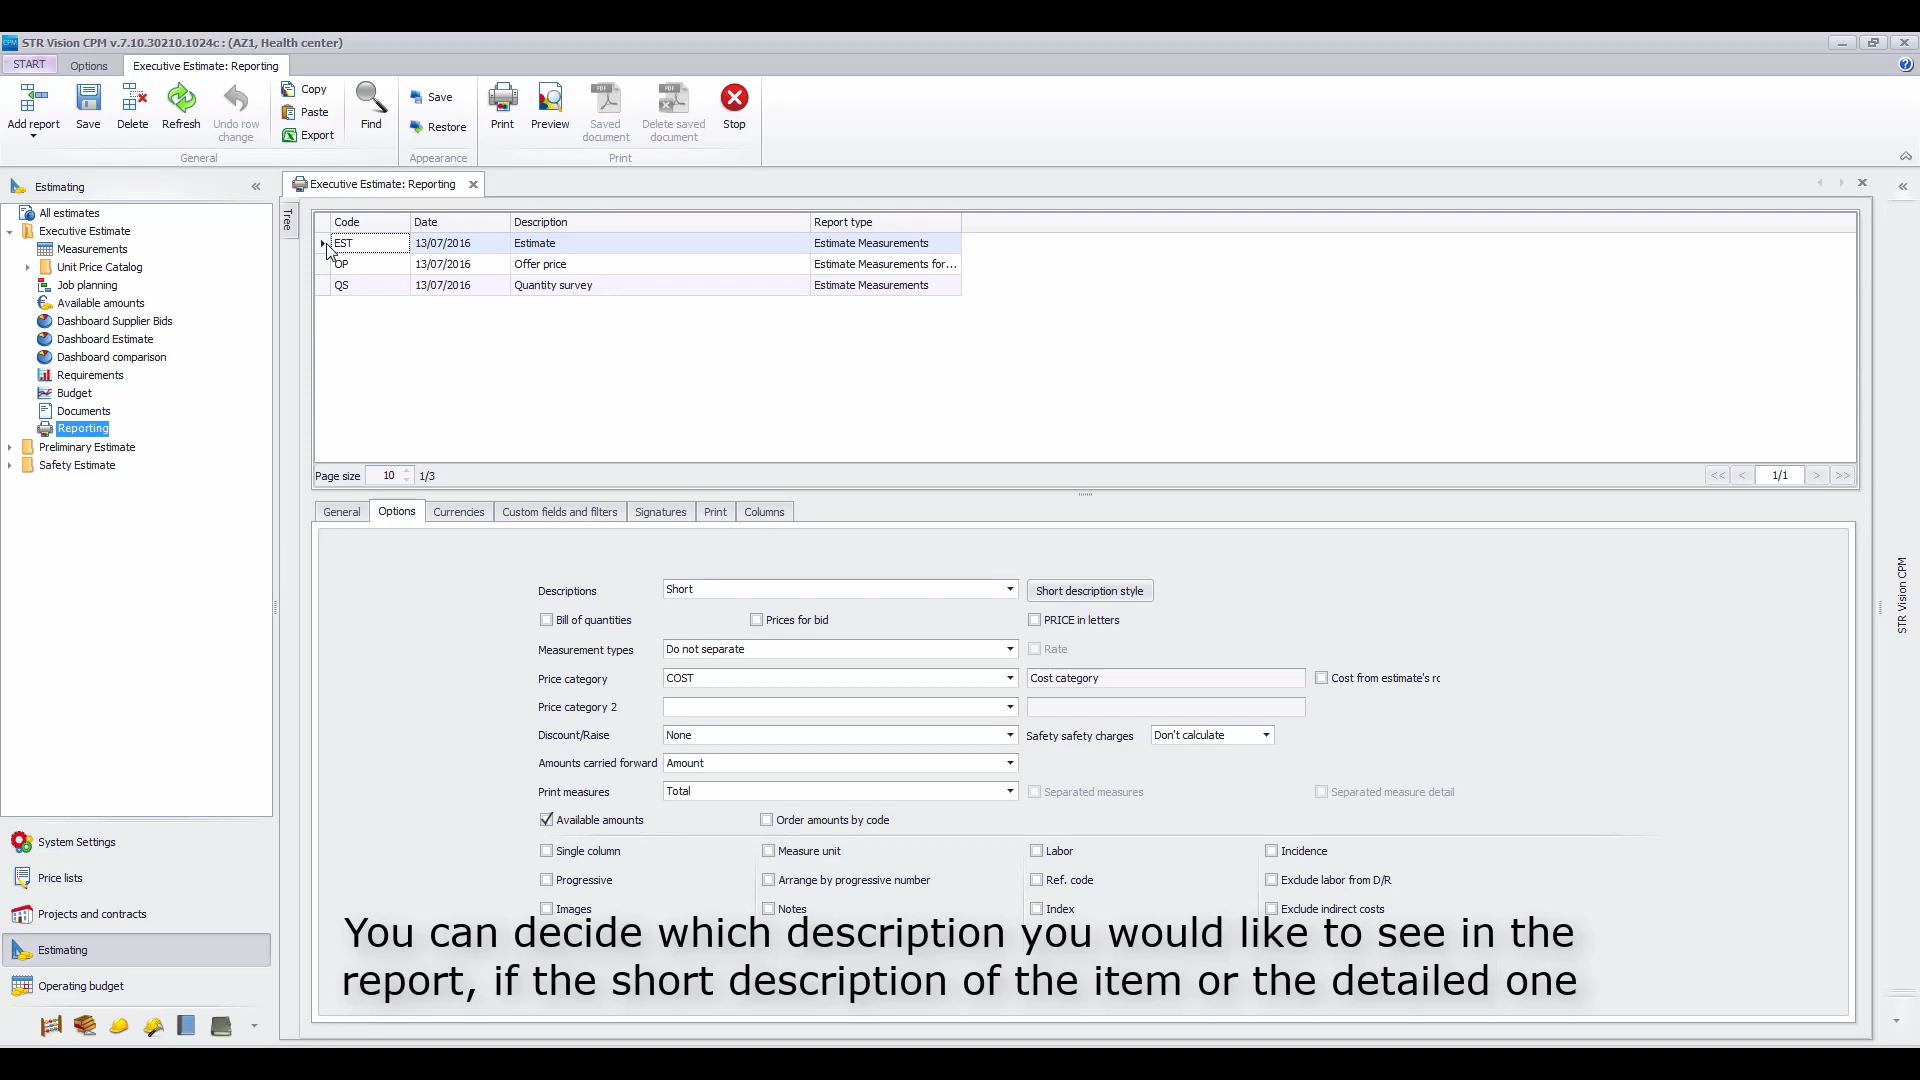 STR Vision CPM v.7.10.30210.1024c : (AZ1, Health center)
START Options Executive Estimate: Reporting
Add report Save Delete Refresh Undo row change Copy Paste Export Find Save Restore Print Preview Saved document Delete saved document Stop
General Appearance Print
Estimating
Executive Estimate: Reporting
All estimates
Executive Estimate
Measurements
Unit Price Catalog
Job planning
Available amounts
Dashboard Supplier Bids
Dashboard Estimate
Dashboard comparison
Requirements
Budget
Documents
Reporting
Preliminary Estimate
Safety Estimate
System Settings
Price lists
Projects and contracts
Estimating
Operating budget
Tree
Code Date Description Report type
EST 13/07/2016 Estimate Estimate Measurements
OP 13/07/2016 Offer price Estimate Measurements for...
QS 13/07/2016 Quantity survey Estimate Measurements
Page size 10 1/3 << < 1/1 > >>
General Options Currencies Custom fields and filters Signatures Print Columns
Descriptions Short Short description style
Bill of quantities Prices for bid PRICE in letters
Measurement types Do not separate Rate
Price category COST Cost category Cost from estimate's ro
Price category 2
Discount/Raise None Safety safety charges Don't calculate
Amounts carried forward Amount
Print measures Total Separated measures Separated measure detail
Available amounts Order amounts by code
Single column Measure unit Labor Incidence
Progressive Arrange by progressive number Ref. code Exclude labor from D/R
Images Notes Index Exclude indirect costs
You can decide which description you would like to see in the
report, if the short description of the item or the detailed one
STR Vision CPM